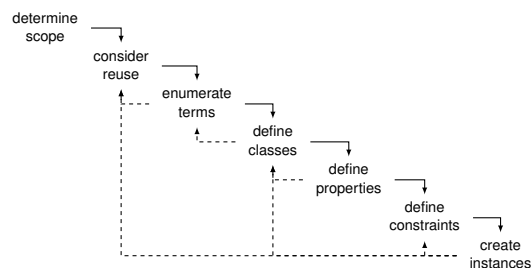 determine
scope
consider
reuse
enumerate
terms
define
classes
define
properties
define
constraints
create
instances